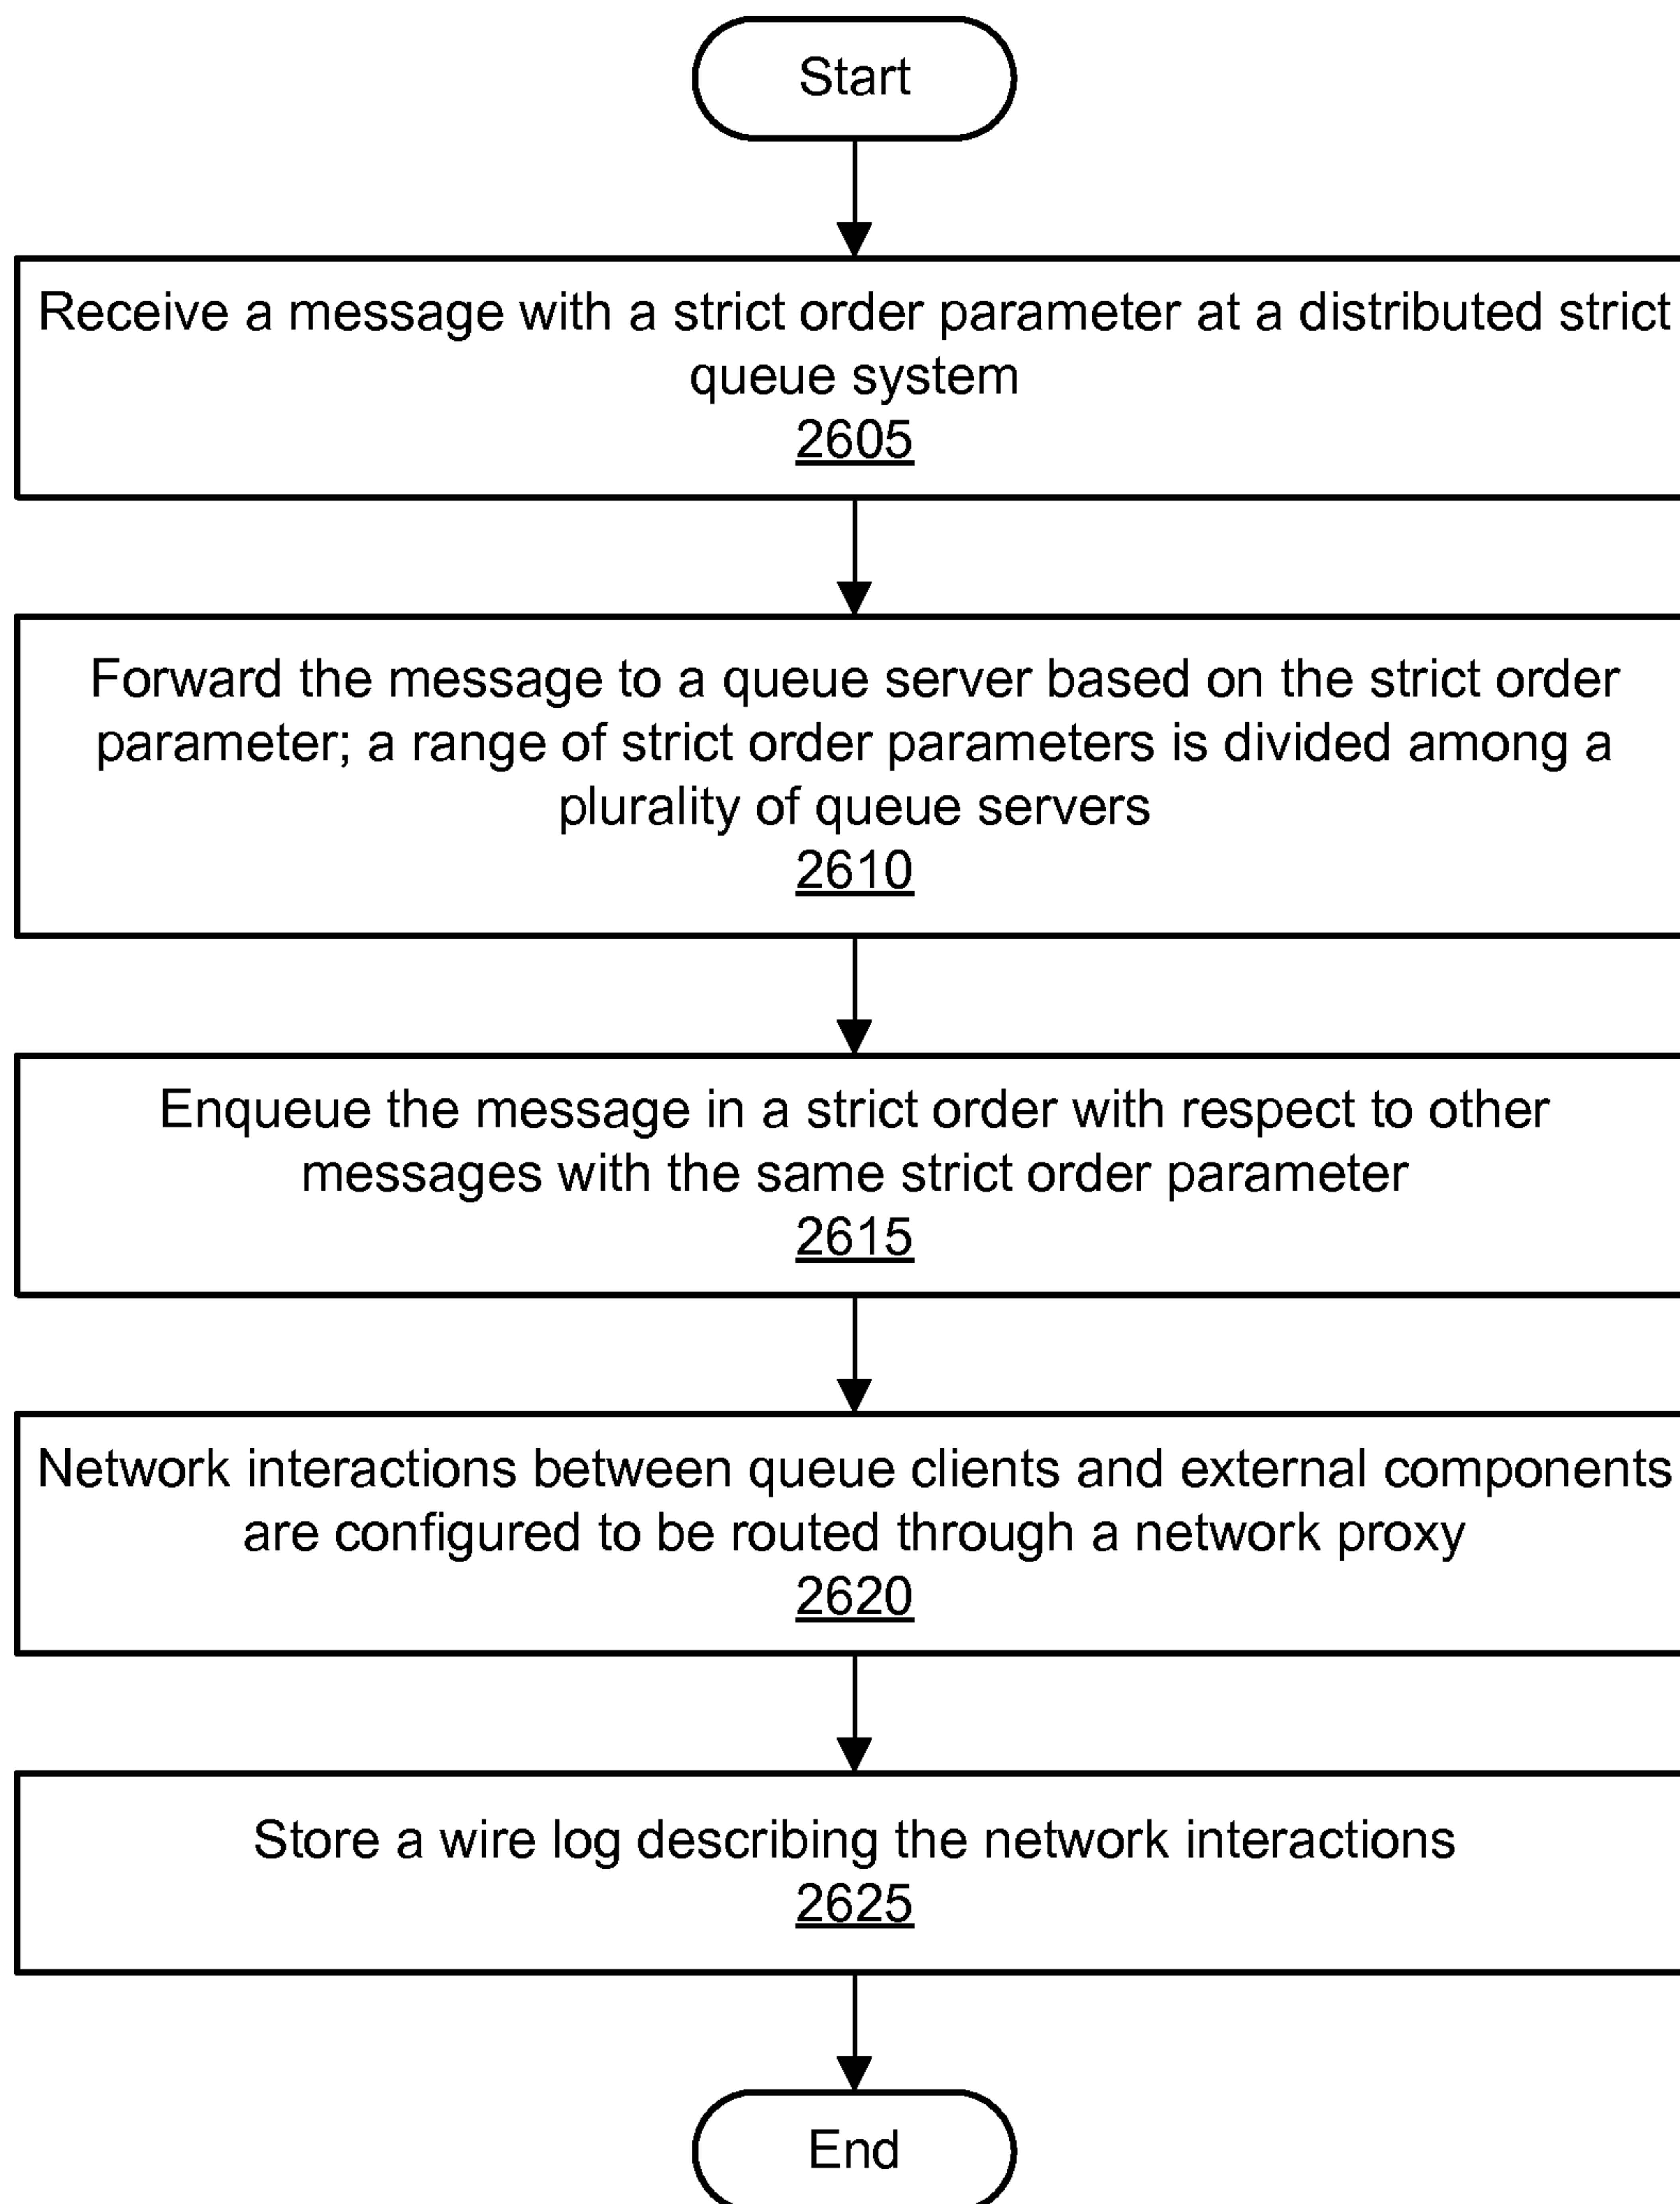 Start
Receive a message with a strict order parameter at a distributed strict
queue system
2605
Forward the message to a queue server based on the strict order
parameter; a range of strict order parameters is divided among a
plurality of queue servers
2610
Enqueue the message in a strict order with respect to other
messages with the same strict order parameter
2615
Network interactions between queue clients and external components
are configured to be routed through a network proxy
2620
Store a wire log describing the network interactions
2625
End